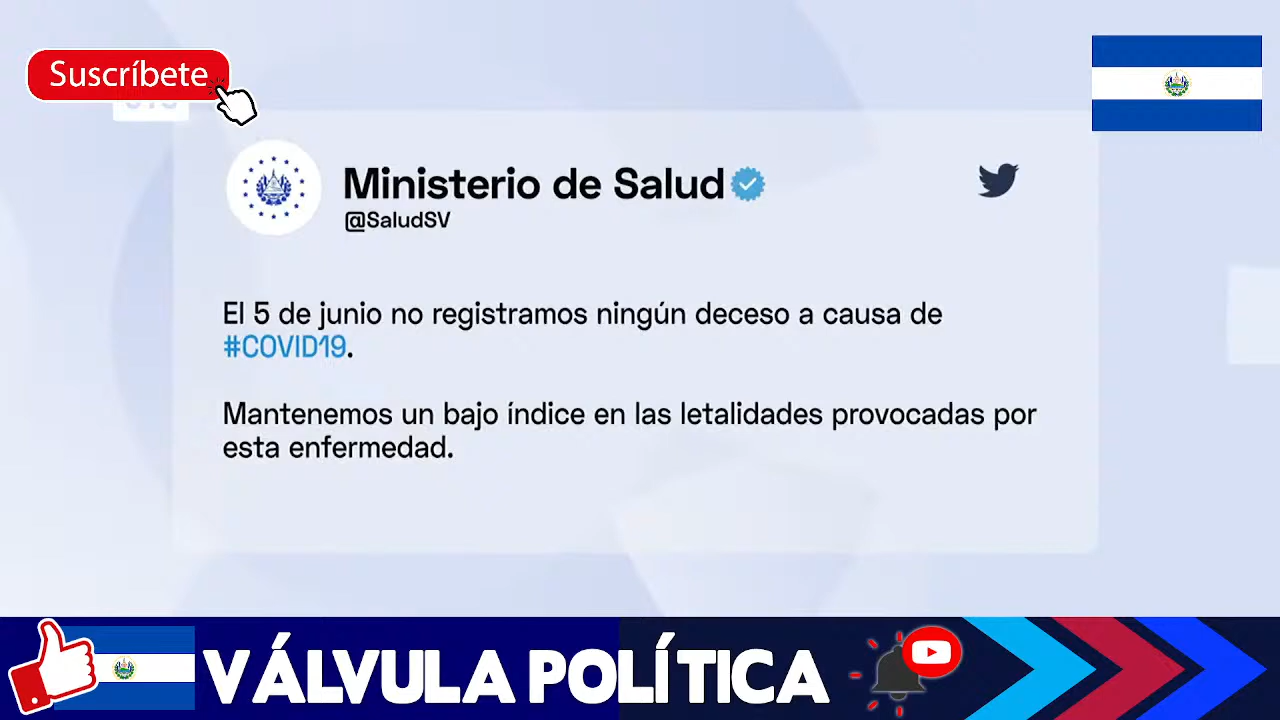 Suscríbete
Ministerio de Salud
@SaludSV
El 5 de junio no registramos ningún deceso a causa de
#COVID19.
Mantenemos un bajo índice en las letalidades provocadas por
esta enfermedad.
VÁLVULA POLÍTICA